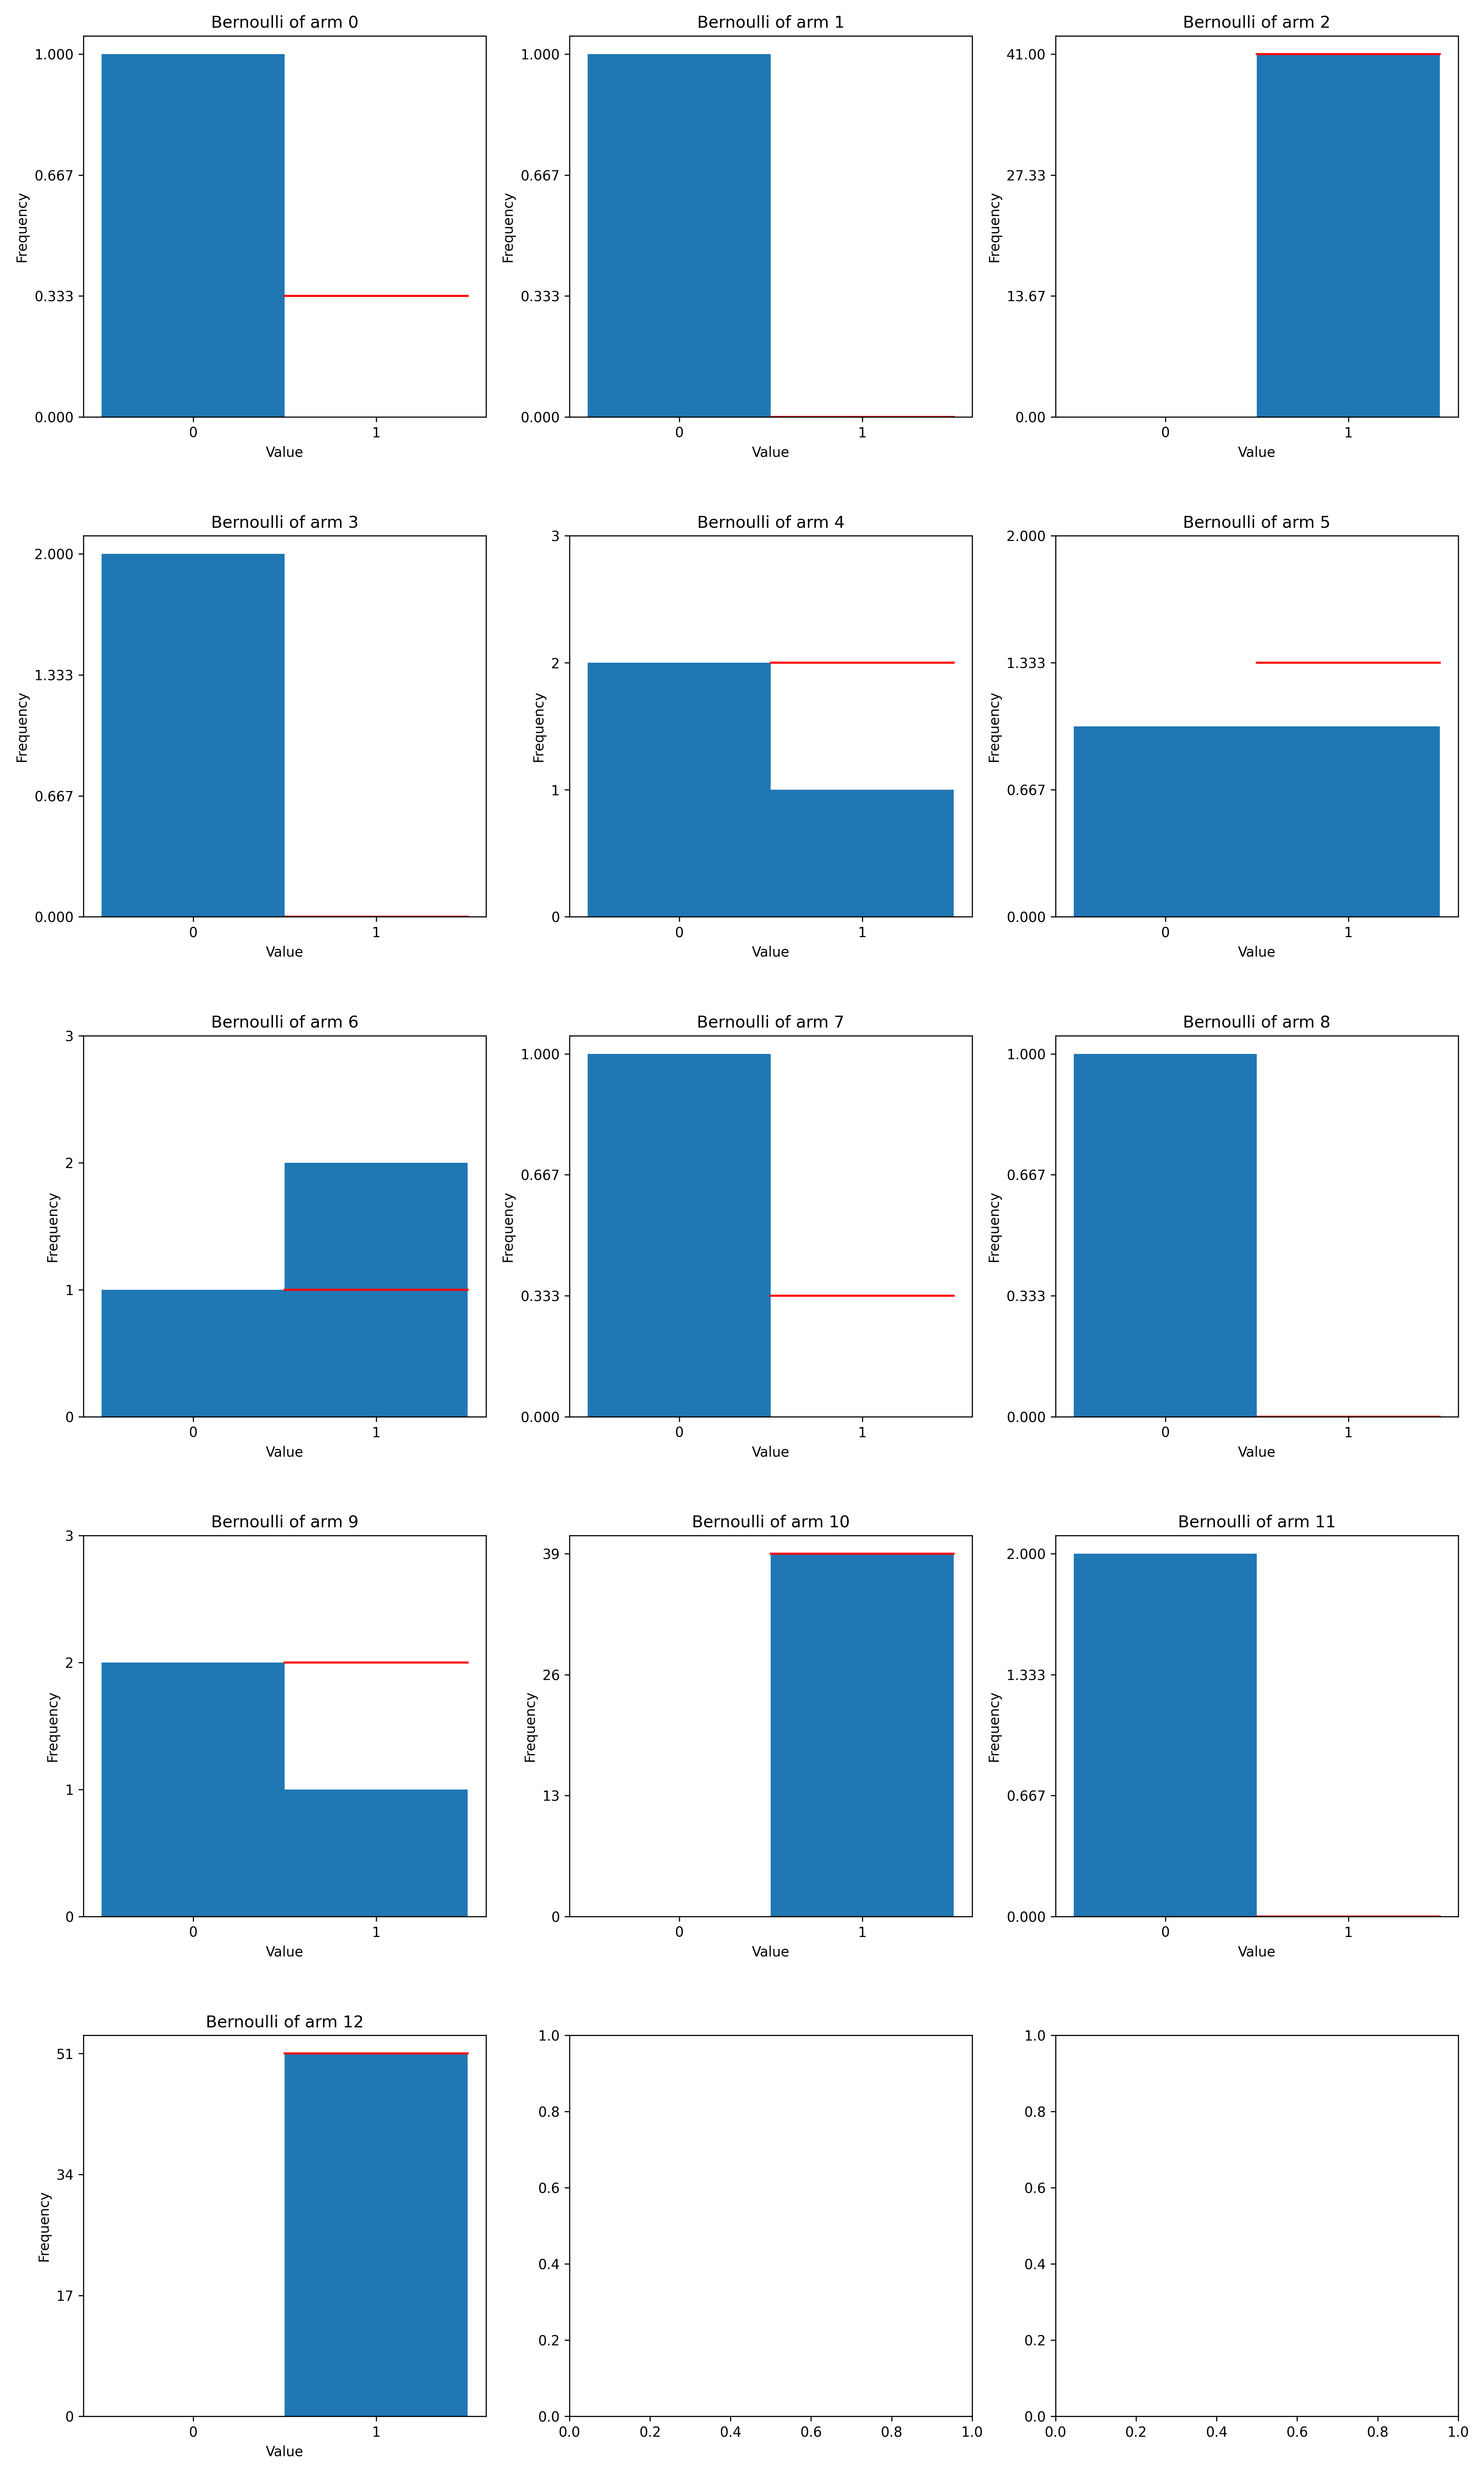 Bernoulli of arm 0 Bernoulli of arm 1 Bernoulli of arm 2
1.000 1.000 41.00
0.667 0.667 27.33
Frequency Frequency Frequency
0.333 0.333 13.67
0.000 0.000 0.00
0 1 0 1 0 1
Value Value Value
Bernoulli of arm 3 Bernoulli of arm 4 Bernoulli of arm 5
3 2.000
2.000
2 1.333
1.333
Frequency Frequency Frequency
0.667 1 0.667
0.000 0 0.000
0 1 0 1 0 1
Value Value Value
Bernoulli of arm 6 Bernoulli of arm 7 Bernoulli of arm 8
3
1.000 1.000
2 0.667 0.667
Frequency Frequency Frequency
1 0.333 0.333
0 0.000 0.000
0 1 0 1 0 1
Value Value Value
Bernoulli of arm 9 Bernoulli of arm 10 Bernoulli of arm 11
3
39 2.000
2 26 1.333
Frequency Frequency Frequency
1 13 0.667
0 0 0.000
0 1 0 1 0 1
Value Value Value
Bernoulli of arm 12
1.0 1.0
51
0.8 0.8
34
0.6 0.6
Frequency
0.4 0.4
17
0.2 0.2
0 0.0 0.0
0 1 0.0 0.2 0.4 0.6 0.8 1.0 0.0 0.2 0.4 0.6 0.8 1.0
Value